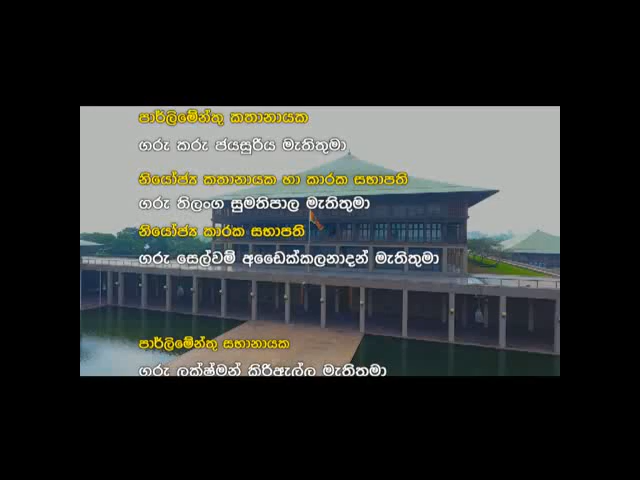 පාර්ලිමේන්තු කතානායක
ගරු කරු ජයසූරිය මැතිතුමා
නියෝජ්‍ය කතානායක හා කාරක සභාපති
ගරු තිලංග සුමතිපාල මැතිතුමා
නියෝජ්‍ය කාරක සභාපති
ගරු සෙල්වම් අඩෛක්කලනාදන් මැතිතුමා
පාර්ලිමේන්තු සභානායක
ගරු ලක්ෂ්මන් කිරිඇල්ල මැතිතුමා